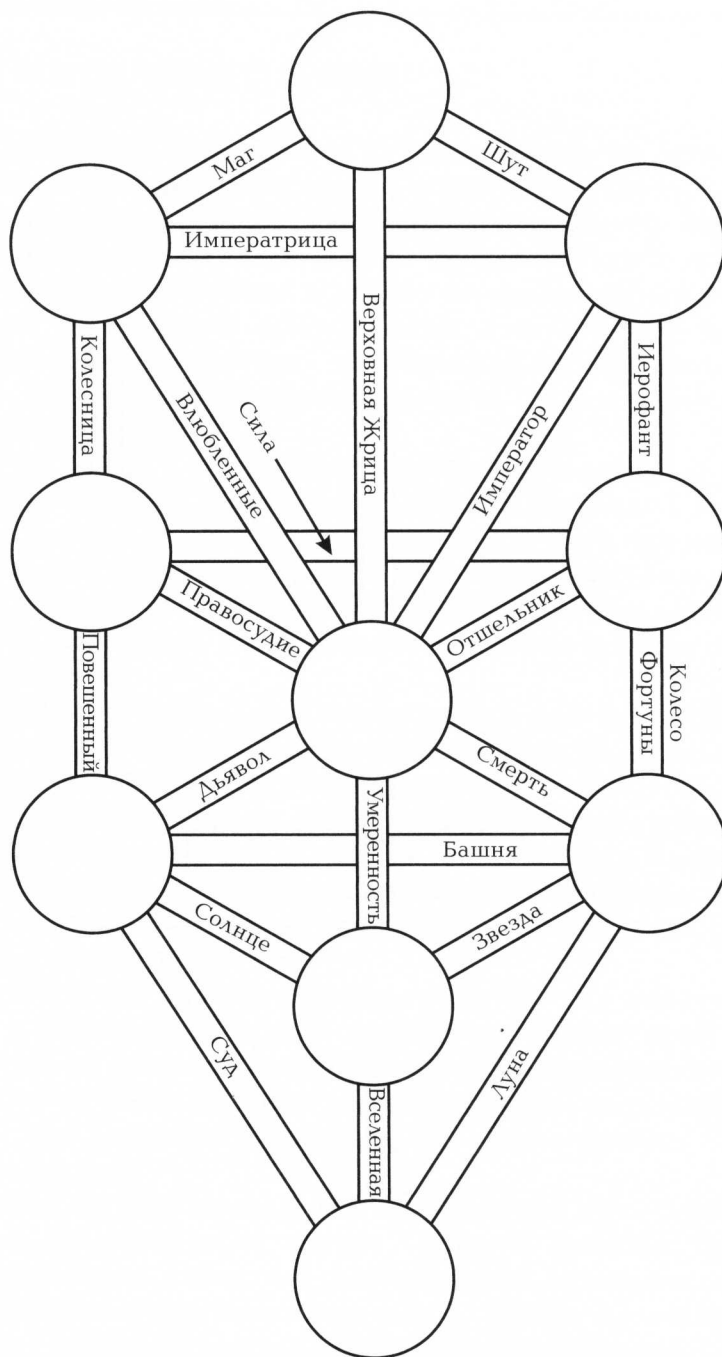 Маг
Шут
Императрица
Колесница
Влюбленные
Сила
Верховная Жрица
Император
Иерофант
Правосудие
Отшельник
Повешенный
Колесо
Фортуны
Дьявол
Смерть
Умеренность
Башня
Солнце
Звезда
Суд
Вселенная
Луна